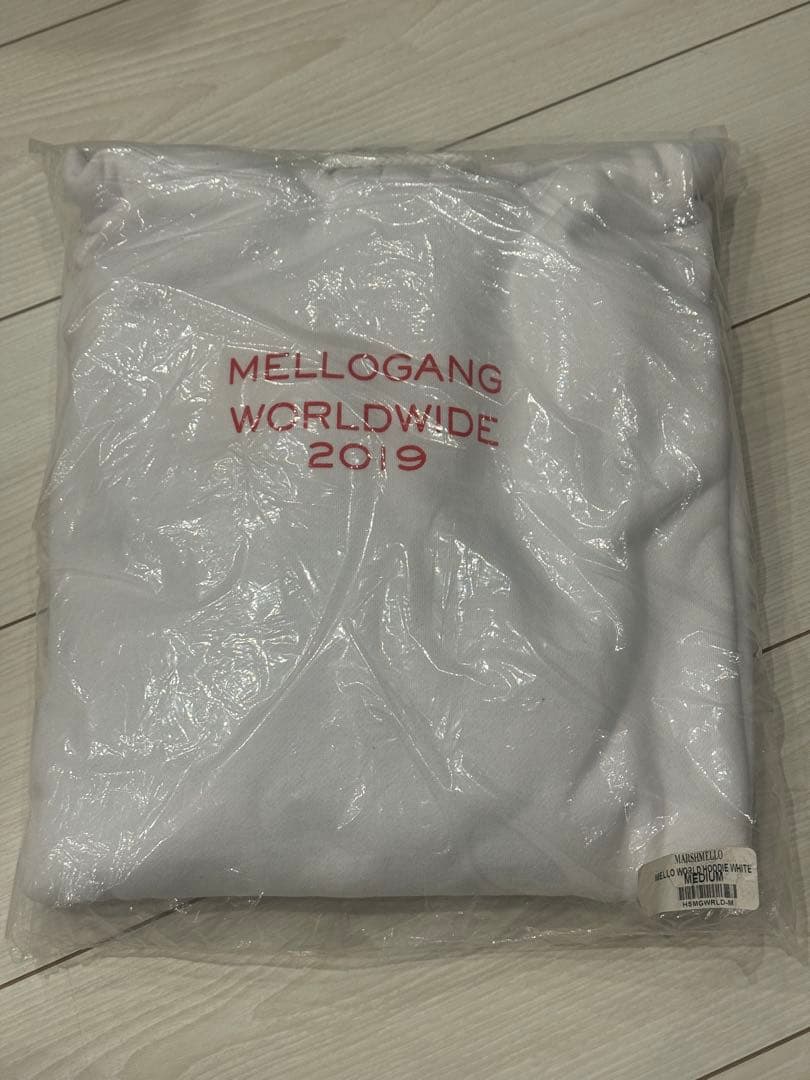 MELLOGANG
WORLDWIDE
2019
MARSHMELLO
MELLO WORLD HOODIE WHITE
MEDIUM
HSMGWRLD-M